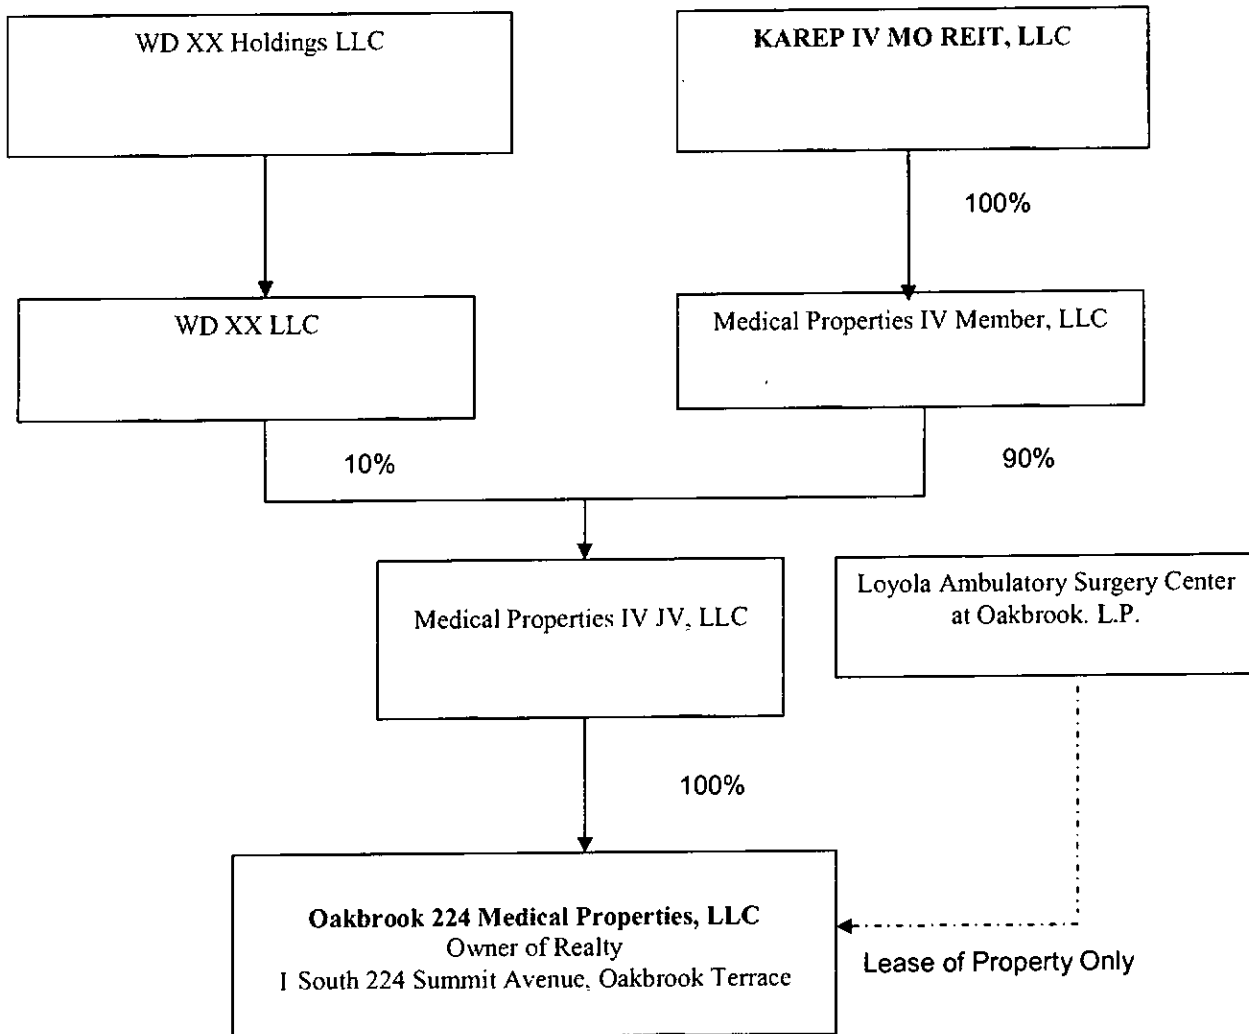 WD XX Holdings LLC
KAREP IV MO REIT, LLC
100%
WD XX LLC
Medical Properties IV Member, LLC
10%
90%
Medical Properties IV JV, LLC
Loyola Ambulatory Surgery Center
at Oakbrook. L.P.
100%
Oakbrook 224 Medical Properties, LLC
Owner of Realty
1 South 224 Summit Avenue, Oakbrook Terrace
Lease of Property Only